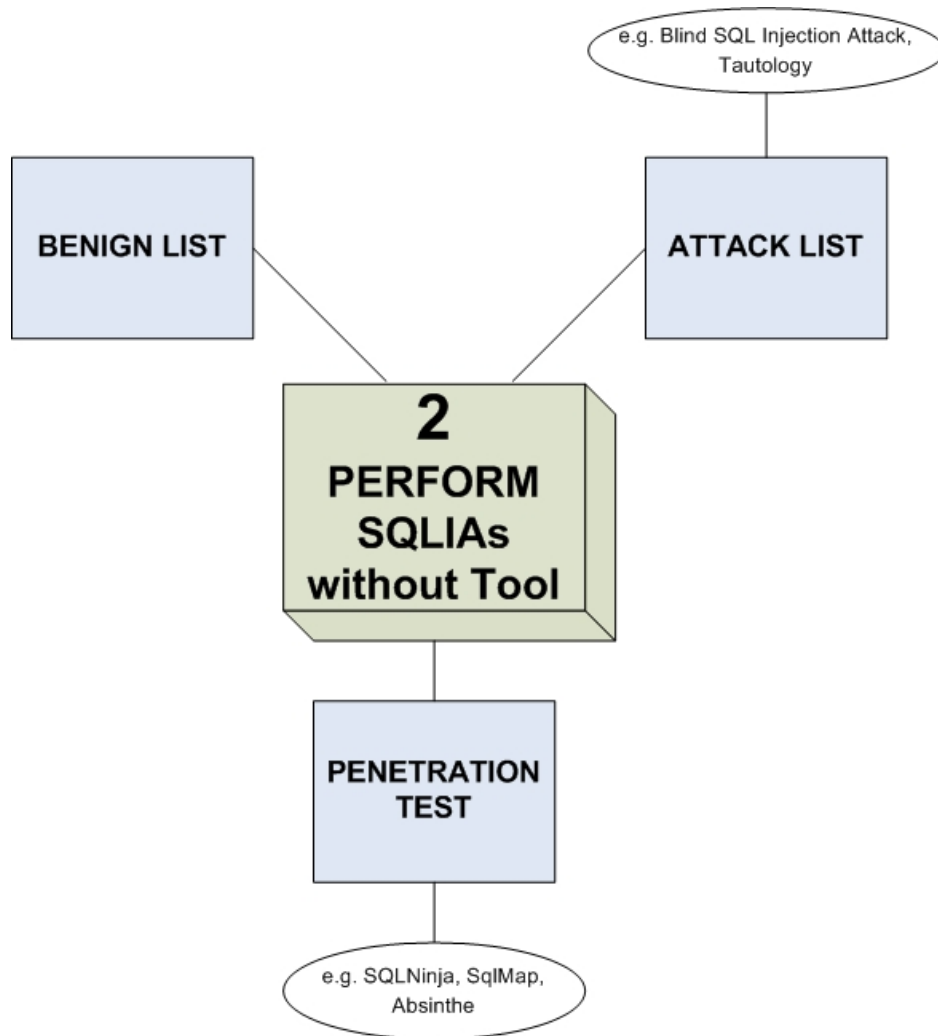 e.g. Blind SQL Injection Attack,
Tautology
BENIGN LIST
ATTACK LIST
2
PERFORM
SQLIAs
without Tool
PENETRATION
TEST
e.g. SQLNinja, SqlMap,
Absinthe